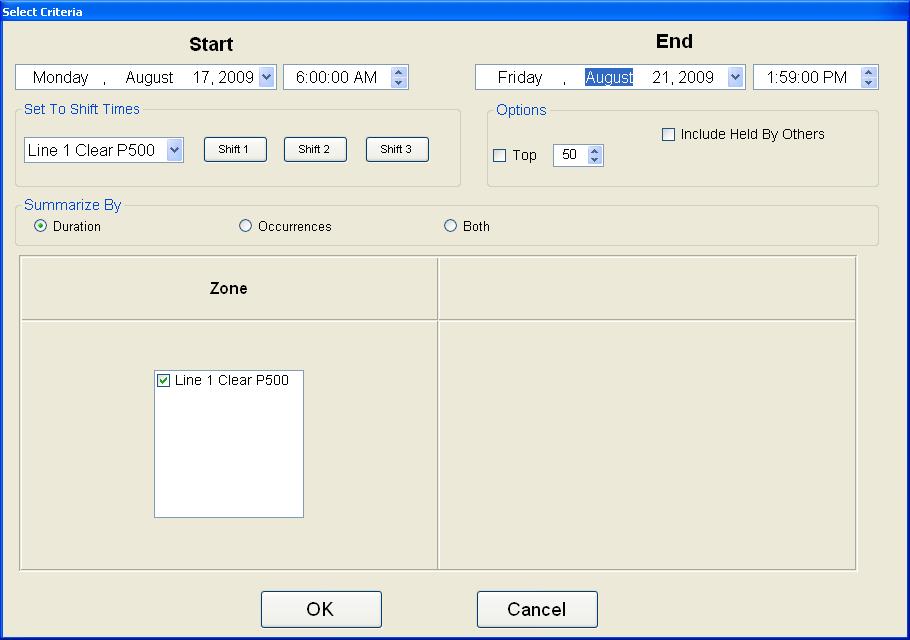 Select Criteria
Start End
Monday , August 17, 2009 6:00:00 AM Friday , August 21, 2009 1:59:00 PM
Set To Shift Times Options
Include Held By Others
Line 1 Clear P500 Shift 1 Shift 2 Shift 3 Top 50
Summarize By
Duration Occurrences Both
Zone
Line 1 Clear P500
OK Cancel